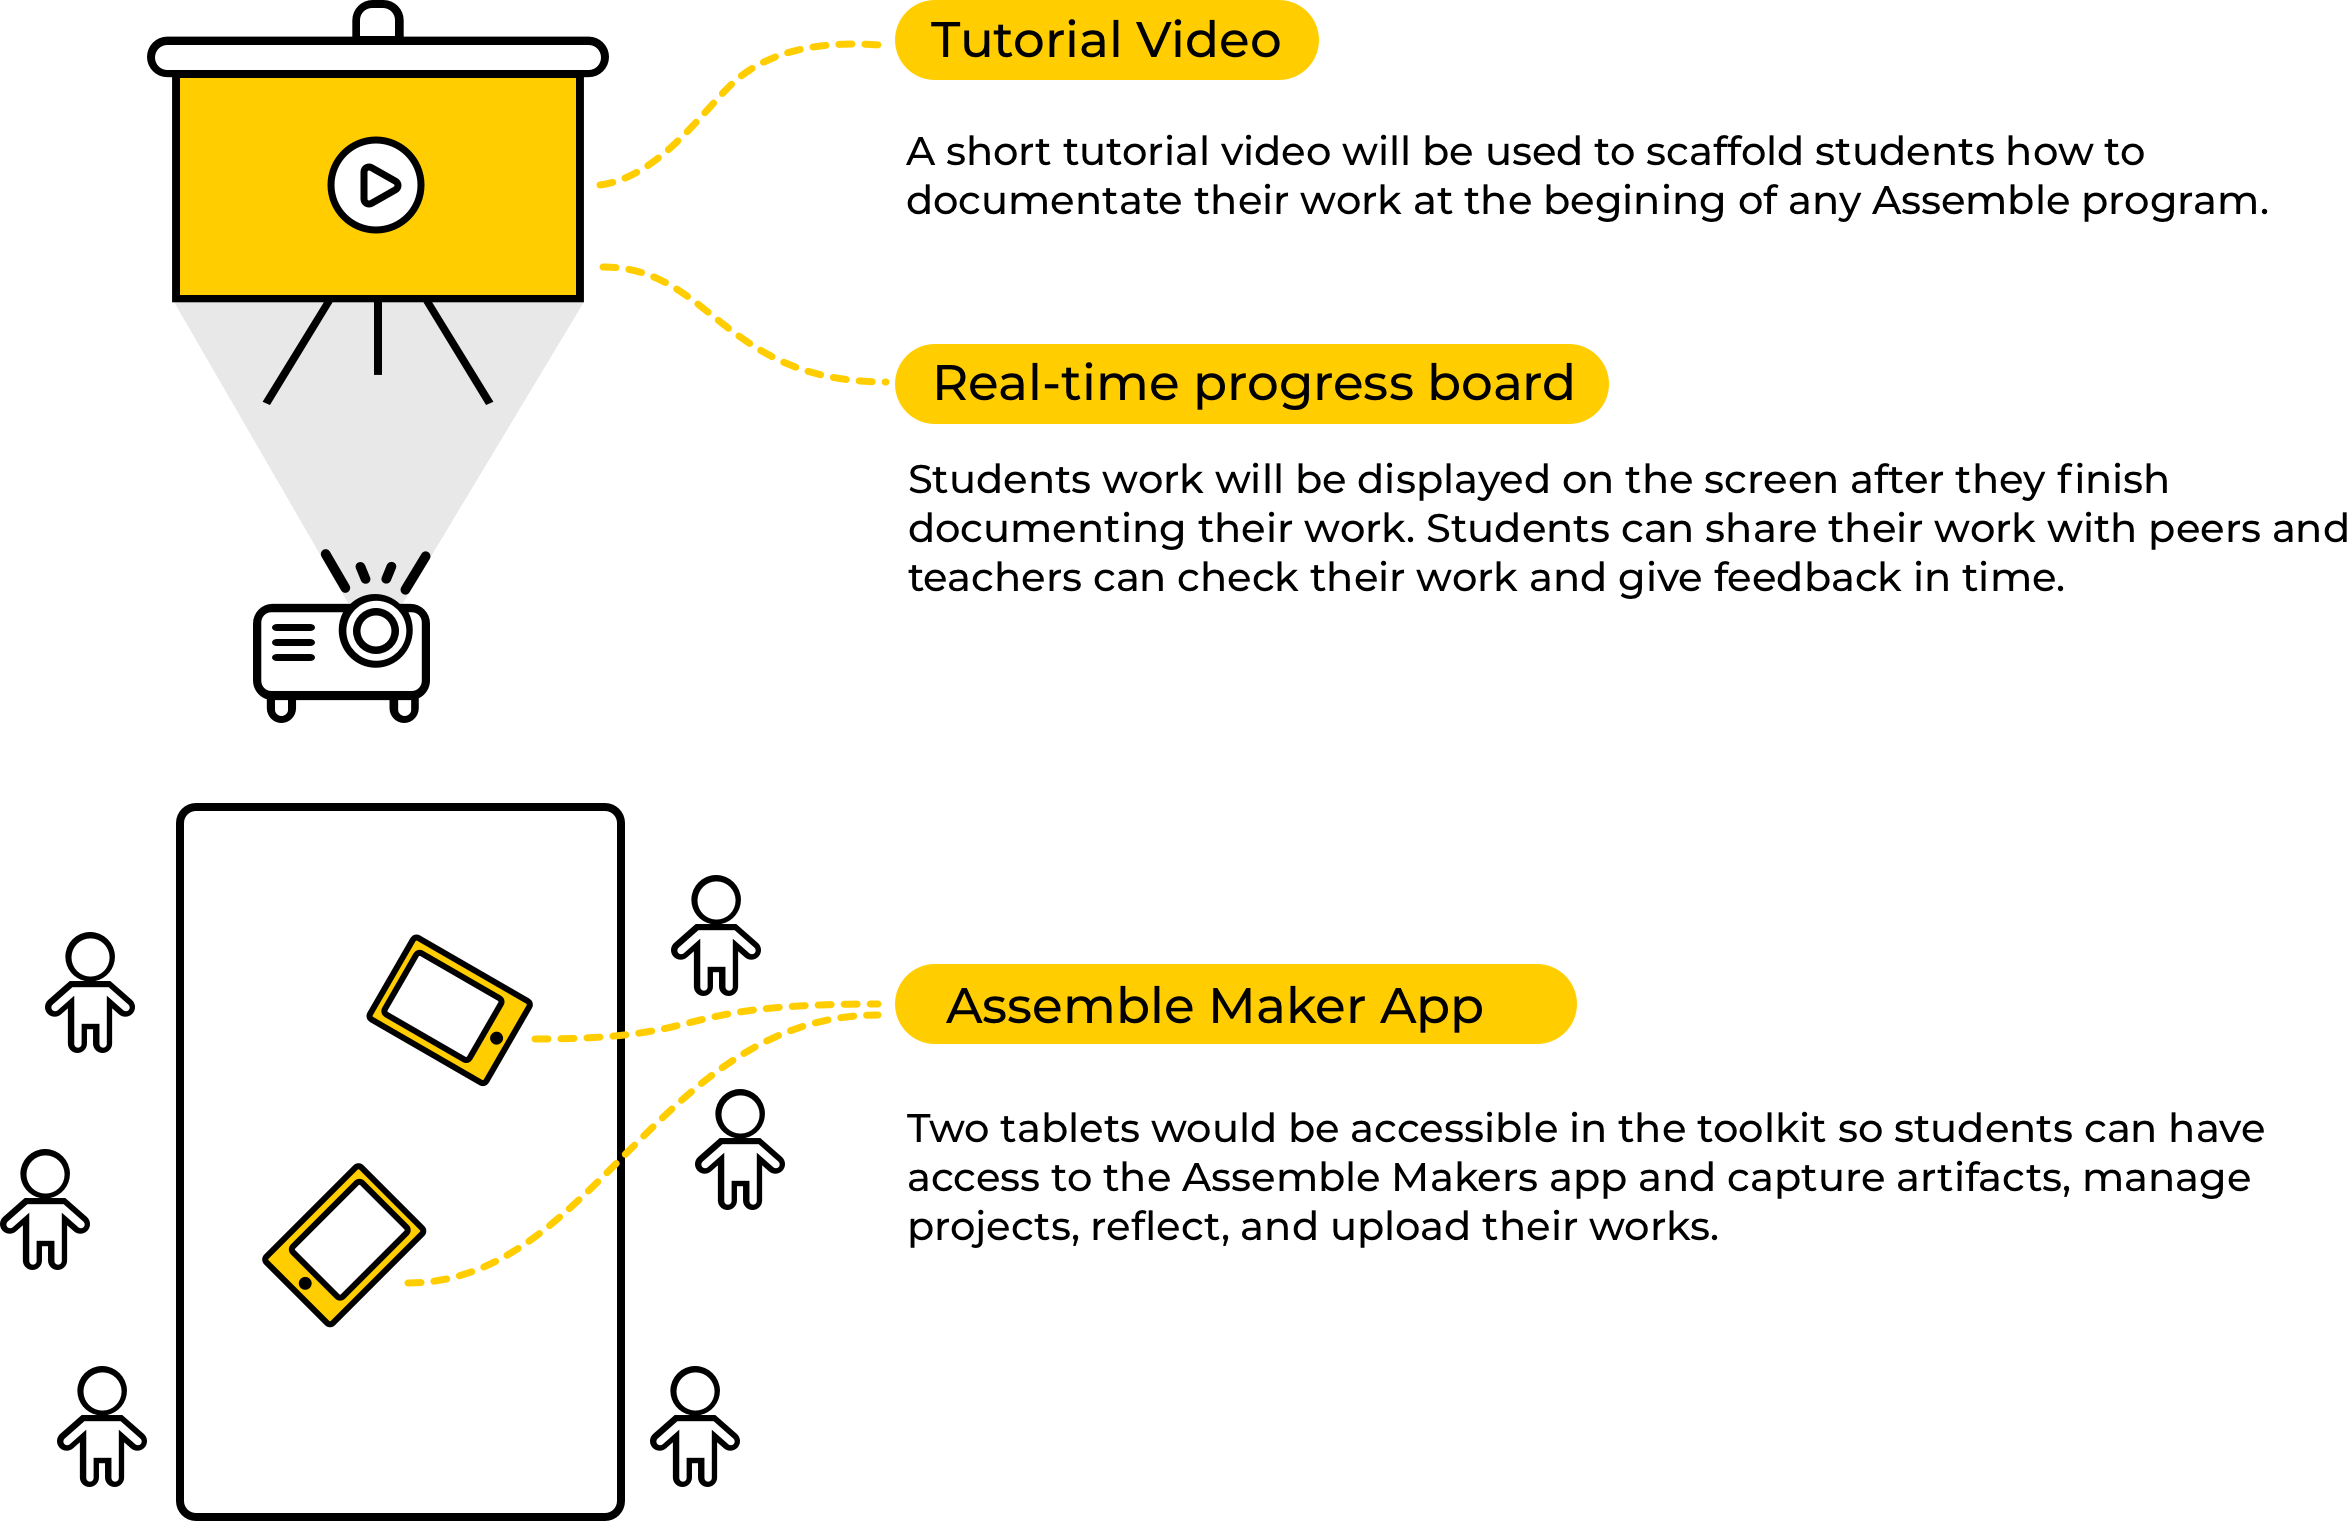 Tutorial Video
A short tutorial video will be used to scaffold students how to
documentate their work at the begining of any Assemble program.
Real-time progress board
Students work will be displayed on the screen after they finish
documenting their work. Students can share their work with peers and
teachers can check their work and give feedback in time.
Assemble Maker App
Two tablets would be accessible in the toolkit so students can have
access to the Assemble Makers app and capture artifacts, manage
projects, reflect, and upload their works.